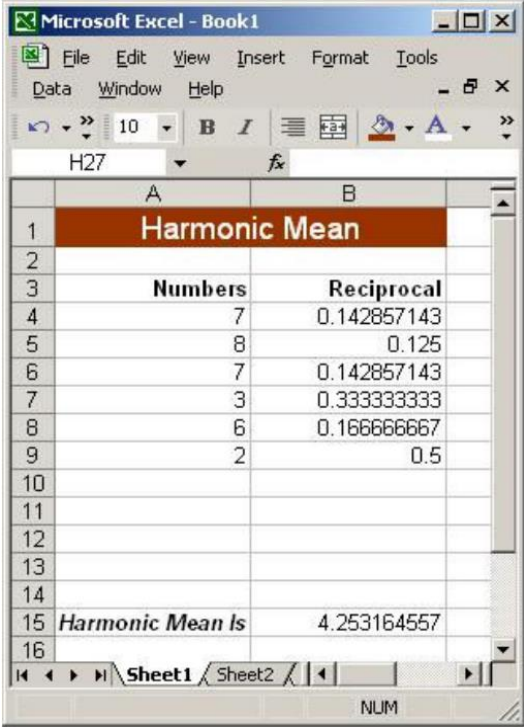 Microsoft Excel - Book1
File Edit View Insert Format Tools
Data Window Help
10 B I A
H27 fx
A B
1 Harmonic Mean
2
3 Numbers Reciprocal
4 7 0.142857143
5 8 0.125
6 7 0.142857143
7 3 0.333333333
8 6 0.166666667
9 2 0.5
10
11
12
13
14
15 Harmonic Mean Is 4.253164557
16
Sheet1 Sheet2
NUM